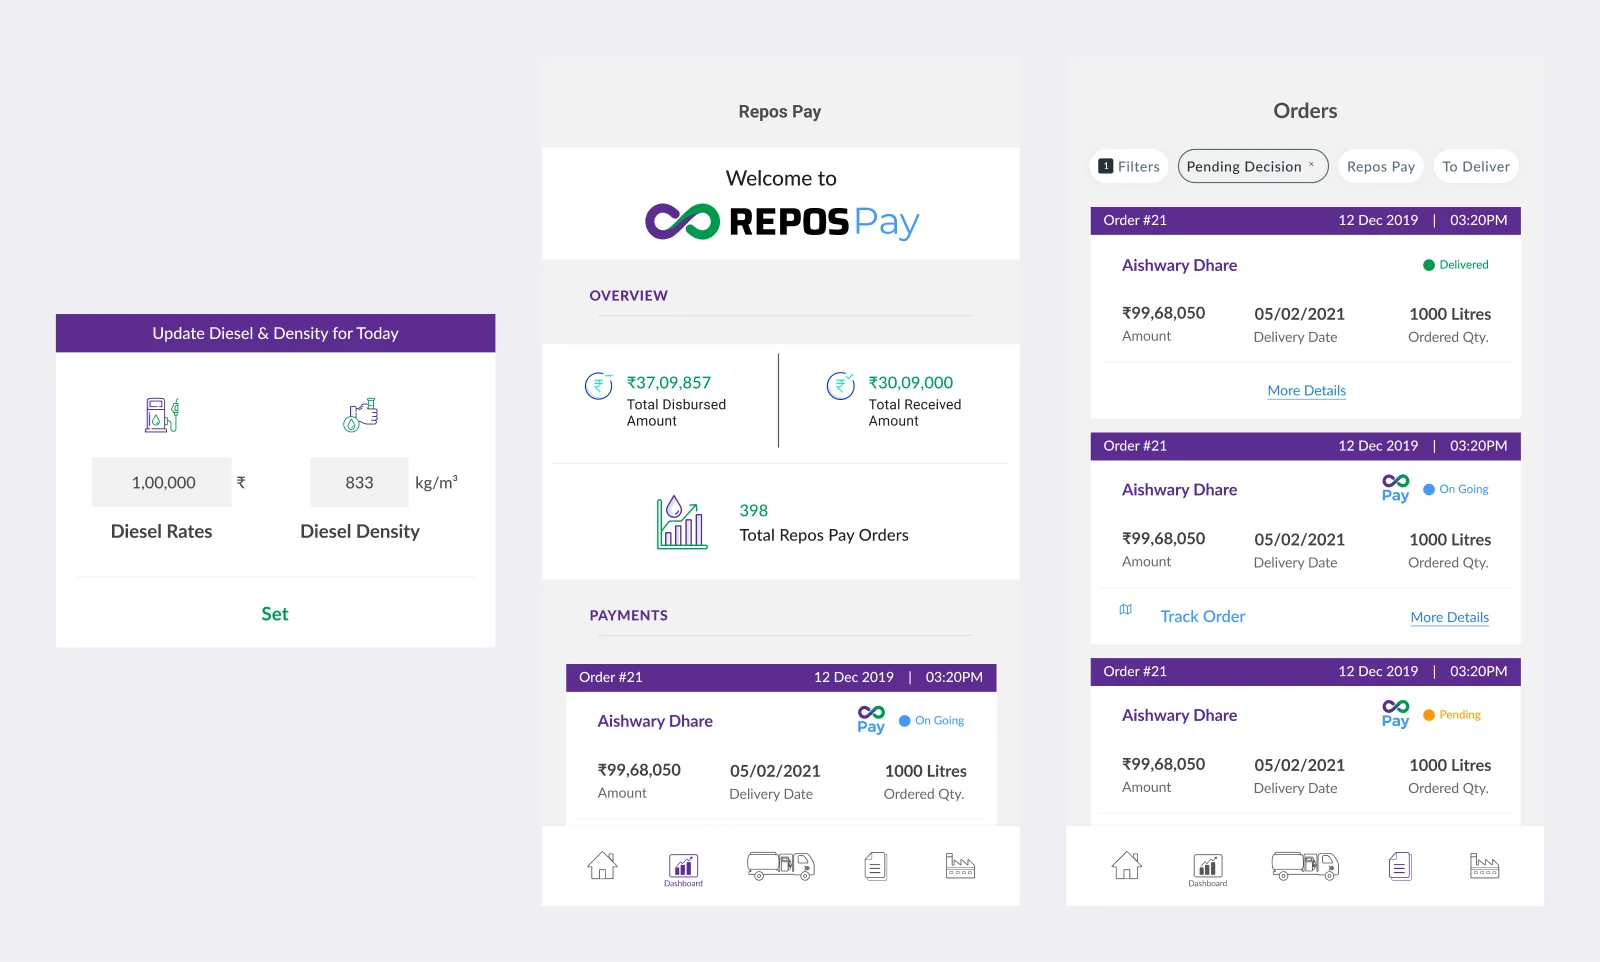 Update Diesel & Density for Today
1,00,000 ₹
833 kg/m³
Diesel Rates
Diesel Density
Set
Repos Pay
Welcome to
REPOS Pay
OVERVIEW
₹37,09,857
Total Disbursed
Amount
₹30,09,000
Total Received
Amount
398
Total Repos Pay Orders
PAYMENTS
Order #21 12 Dec 2019 | 03:20PM
Aishwary Dhare Pay On Going
₹99,68,050 05/02/2021 1000 Litres
Amount Delivery Date Ordered Qty.
Dashboard
Orders
1 Filters Pending Decision × Repos Pay To Deliver
Order #21 12 Dec 2019 | 03:20PM
Aishwary Dhare Delivered
₹99,68,050 05/02/2021 1000 Litres
Amount Delivery Date Ordered Qty.
More Details
Order #21 12 Dec 2019 | 03:20PM
Aishwary Dhare Pay On Going
₹99,68,050 05/02/2021 1000 Litres
Amount Delivery Date Ordered Qty.
Track Order More Details
Order #21 12 Dec 2019 | 03:20PM
Aishwary Dhare Pay Pending
₹99,68,050 05/02/2021 1000 Litres
Amount Delivery Date Ordered Qty.
Dashboard